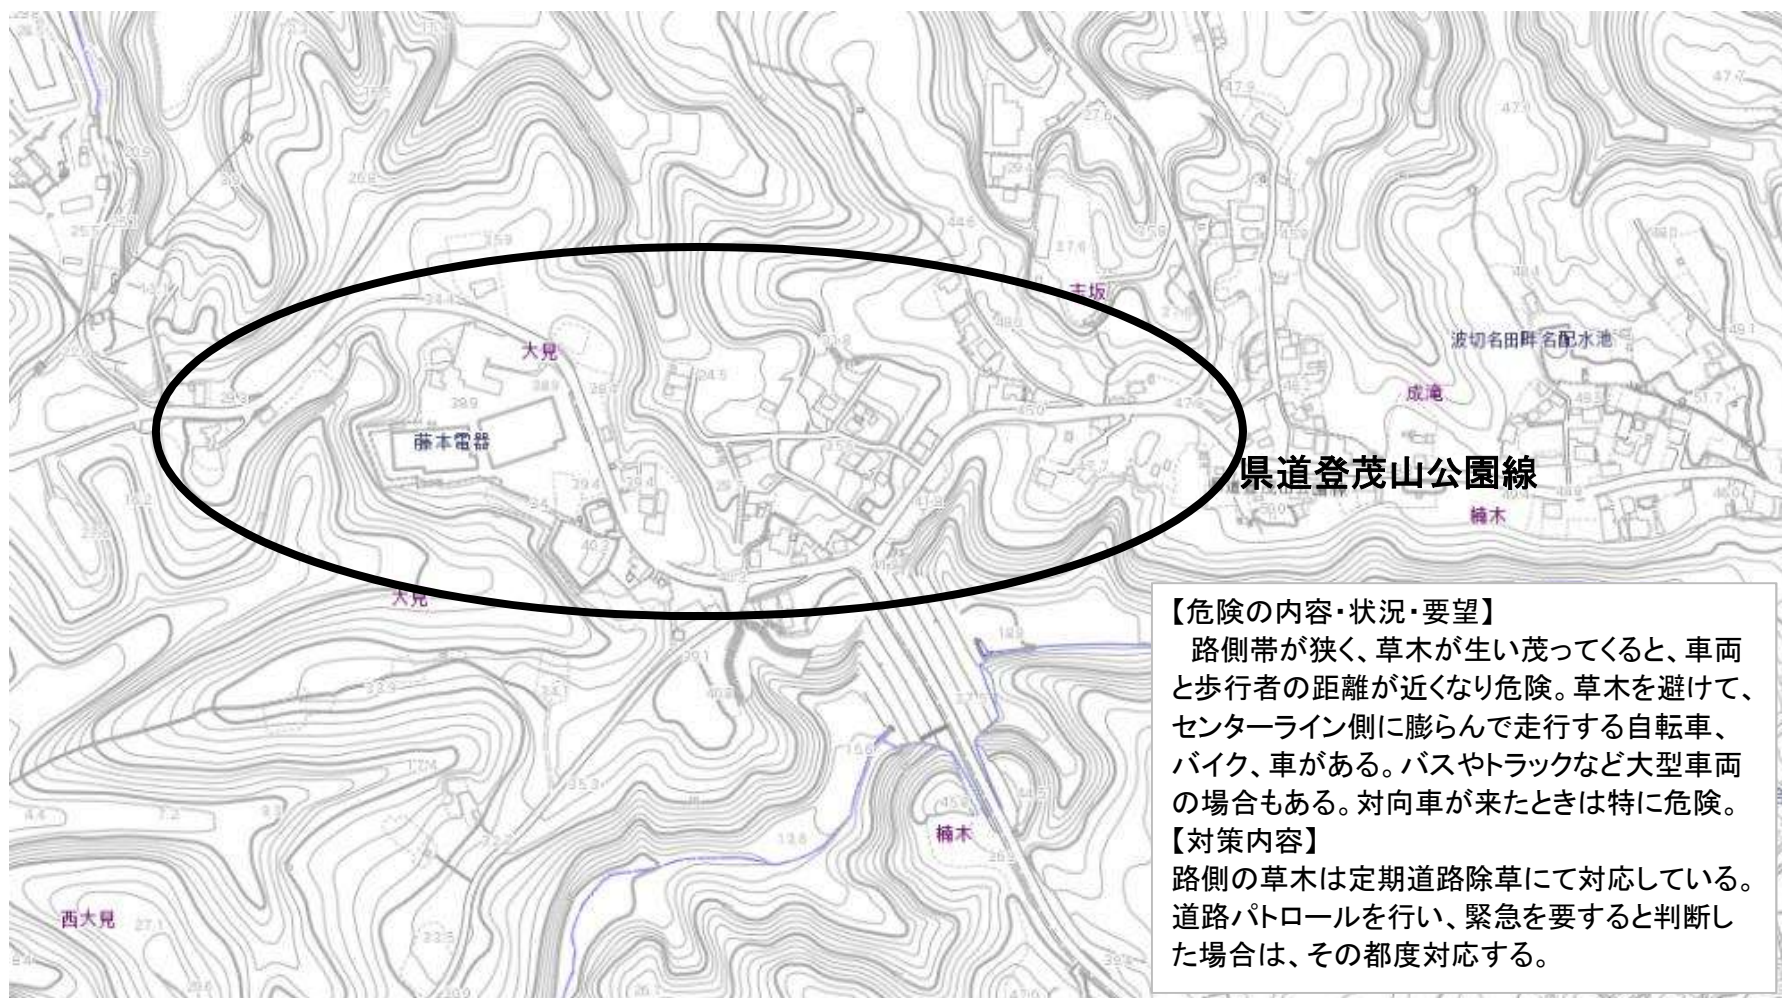 大見
主坂
波切名田畔名配水池
成滝
藤本電器
県道登茂山公園線
楠木
大見
楠木
西大見
【危険の内容・状況・要望】
路側帯が狭く、草木が生い茂ってくると、車両
と歩行者の距離が近くなり危険。草木を避けて、
センターライン側に膨らんで走行する自転車、
バイク、車がある。バスやトラックなど大型車両
の場合もある。対向車が来たときは特に危険。
【対策内容】
路側の草木は定期道路除草にて対応している。
道路パトロールを行い、緊急を要すると判断し
た場合は、その都度対応する。